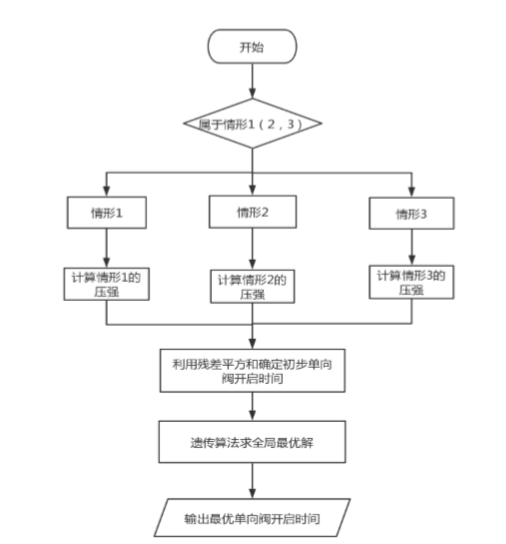 开始
属于情形1（2，3）
情形1
情形2
情形3
计算情形1的
压强
计算情形2的
压强
计算情形3的
压强
利用残差平方和确定初步单向
阀开启时间
遗传算法求全局最优解
输出最优单向阀开启时间